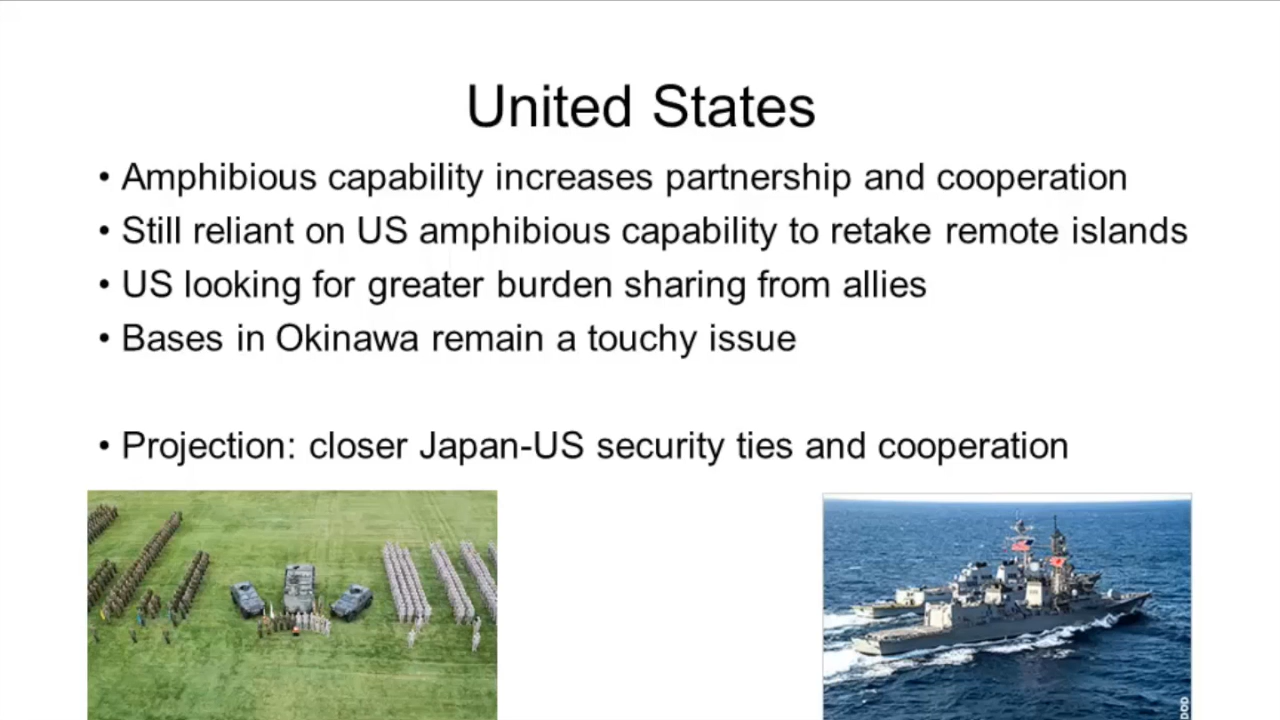 United States
• Amphibious capability increases partnership and cooperation
• Still reliant on US amphibious capability to retake remote islands
• US looking for greater burden sharing from allies
• Bases in Okinawa remain a touchy issue
• Projection: closer Japan-US security ties and cooperation
DOD